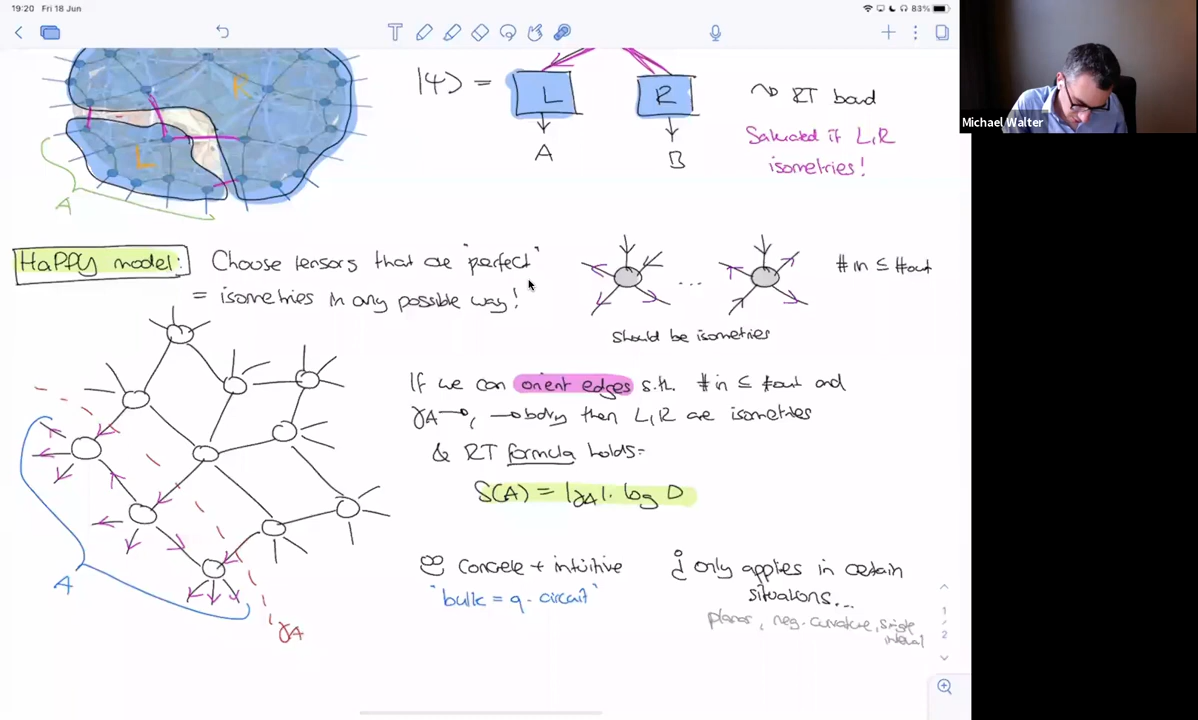 19:20 Fri 18 Jun
83%
R
L
A
|ψ⟩ =
L
R
A
B
~> RT bound
Saturated if L,R
isometries!
Michael Walter
HaPPY model:
Choose tensors that are "perfect"
= isometries in any possible way!
...
# in ≤ #out
should be isometries
If we can orient edges s.th. # in ≤ #out and
γA→, →bdry then L,R are isometries
& RT formula holds:
S(A) = |γA|· log D
A
γA
☺ concrete + intuitive
"bulk = q. circuit"
only applies in certain
situations...
planar, neg. curvature, single
interval
1
/
2